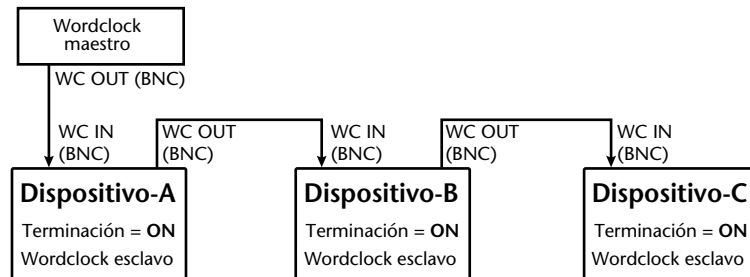 Wordclock
maestro
WC OUT (BNC)
WC IN
(BNC)
WC OUT
(BNC)
WC IN
(BNC)
WC OUT
(BNC)
WC IN
(BNC)
Dispositivo-A
Terminación = ON
Wordclock esclavo
Dispositivo-B
Terminación = ON
Wordclock esclavo
Dispositivo-C
Terminación = ON
Wordclock esclavo